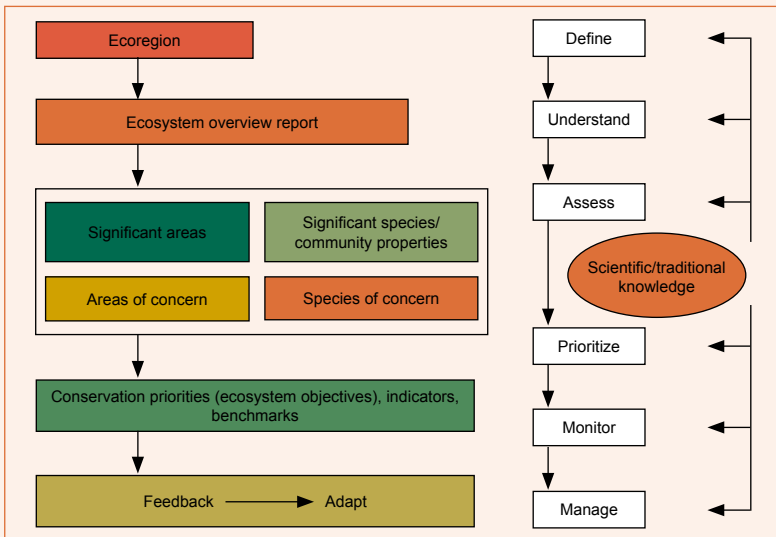 Ecoregion
Ecosystem overview report
Significant areas
Significant species/
community properties
Areas of concern
Species of concern
Conservation priorities (ecosystem objectives), indicators,
benchmarks
Feedback
Adapt
Define
Understand
Assess
Scientific/traditional
knowledge
Prioritize
Monitor
Manage